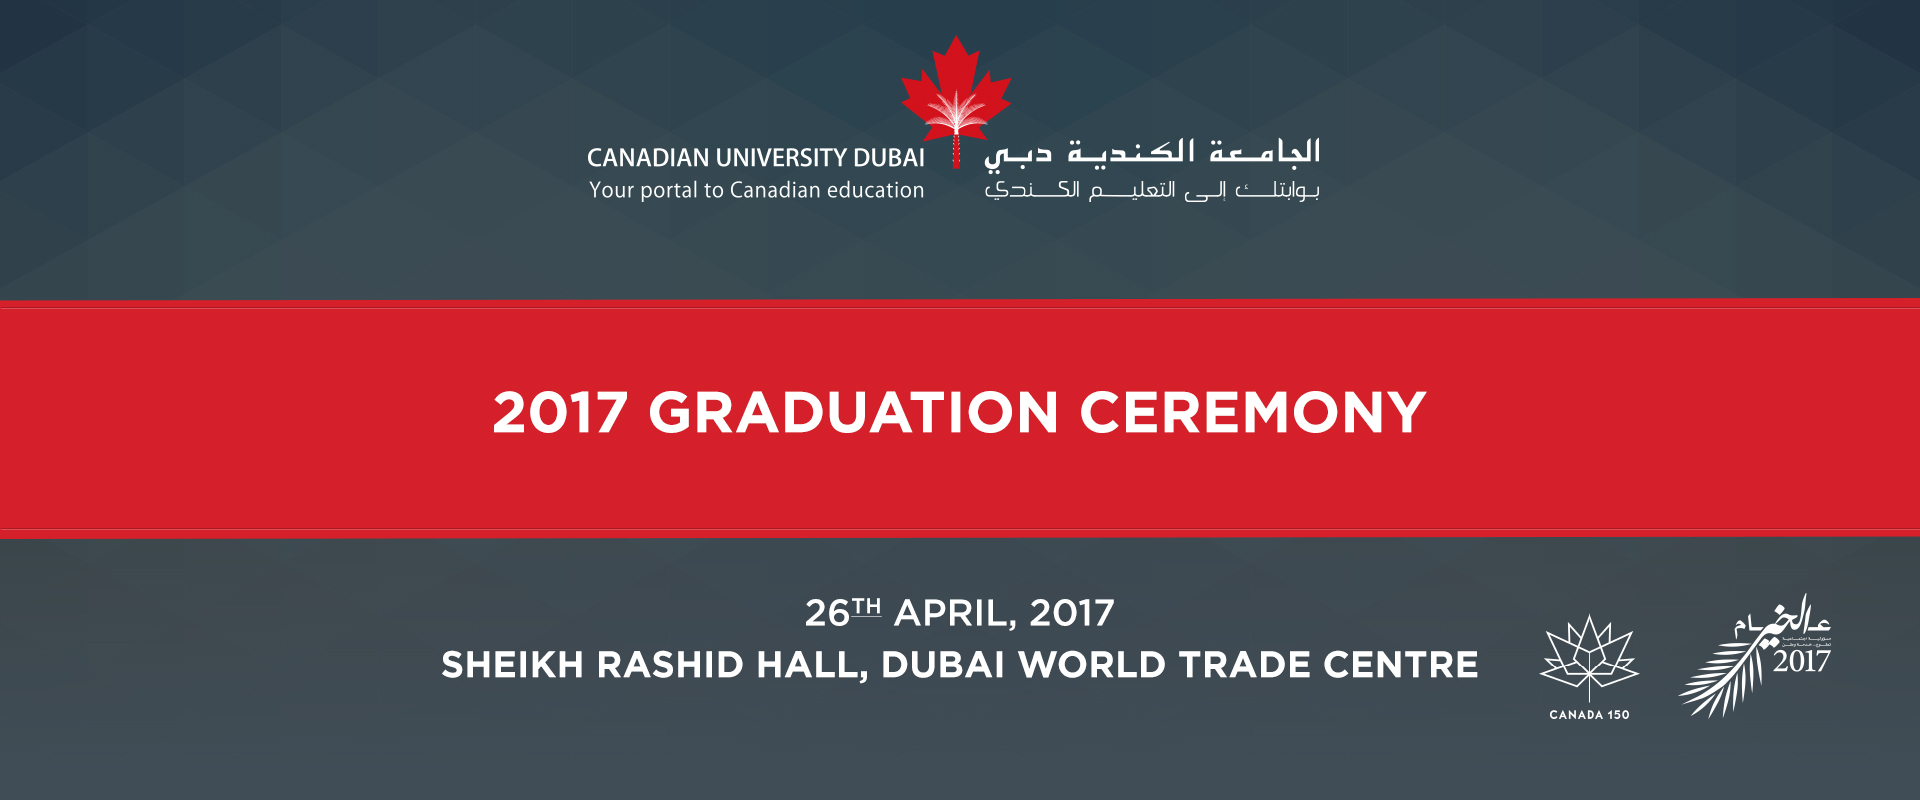 CANADIAN UNIVERSITY DUBAI
Your portal to Canadian education
الجامعة الكندية دبي
بوابتك إلى التعليم الكندي
2017 GRADUATION CEREMONY
26TH APRIL, 2017
SHEIKH RASHID HALL, DUBAI WORLD TRADE CENTRE
CANADA 150
عام الخير
2017